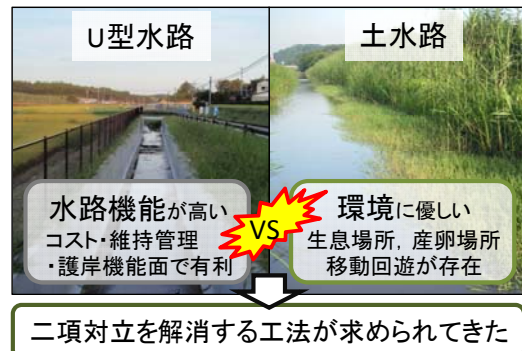 U型水路
土水路
水路機能が高い
コスト・維持管理
・護岸機能面で有利
VS
環境に優しい
生息場所，産卵場所
移動回遊が存在
二項対立を解消する工法が求められてきた